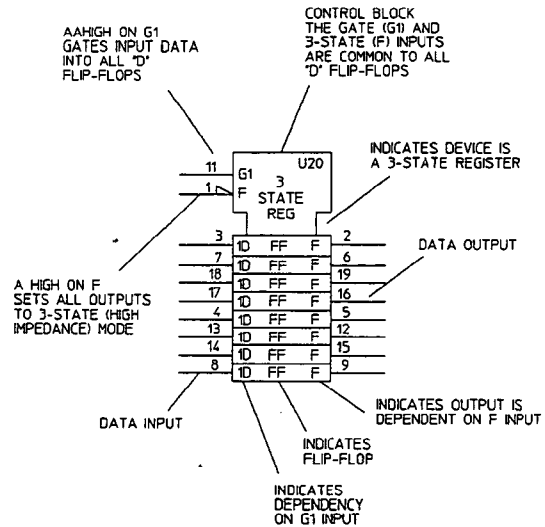 CONTROL BLOCK
THE GATE (G1) AND
3-STATE (F) INPUTS
ARE COMMON TO ALL
"D" FLIP-FLOPS
AAHIGH ON G1
GATES INPUT DATA
INTO ALL "D"
FLIP-FLOPS
INDICATES DEVICE IS
A 3-STATE REGISTER
U20
11 G1
1 F
3
STATE
REG
3 1D FF F 2
7 1D FF F 6
18 1D FF F 19
17 1D FF F 16
4 1D FF F 5
13 1D FF F 12
14 1D FF F 15
8 1D FF F 9
DATA OUTPUT
A HIGH ON F
SETS ALL OUTPUTS
TO 3-STATE (HIGH
IMPEDANCE) MODE
DATA INPUT
INDICATES OUTPUT IS
DEPENDENT ON F INPUT
INDICATES
FLIP-FLOP
INDICATES
DEPENDENCY
ON G1 INPUT